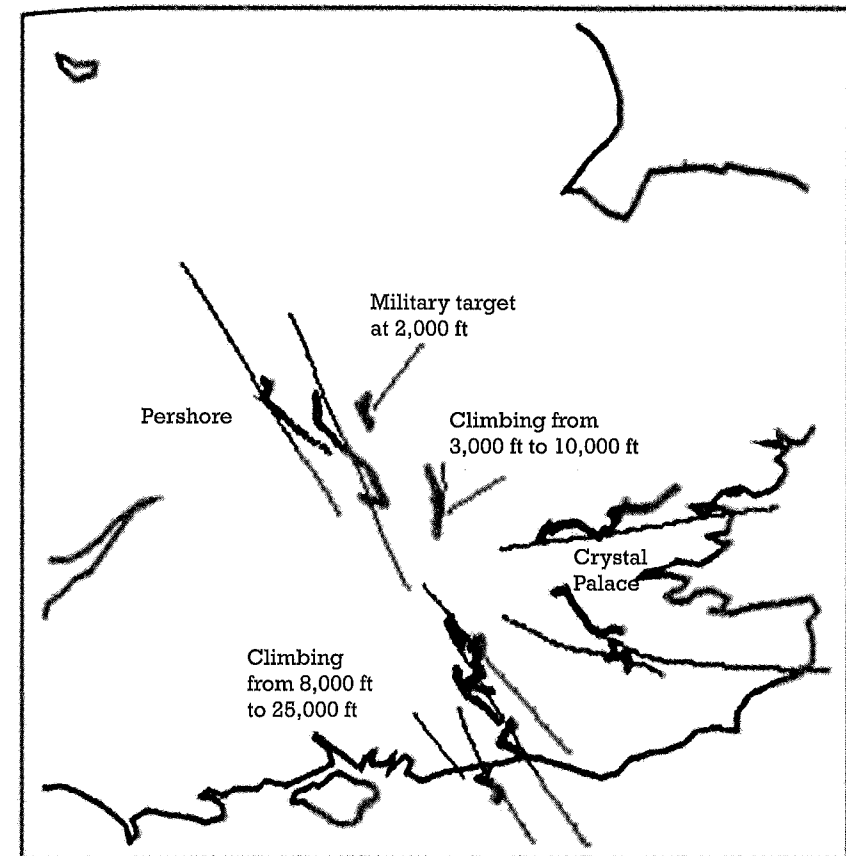 Military target
at 2,000 ft
Pershore
Climbing from
3,000 ft to 10,000 ft
Crystal
Palace
Climbing
from 8,000 ft
to 25,000 ft